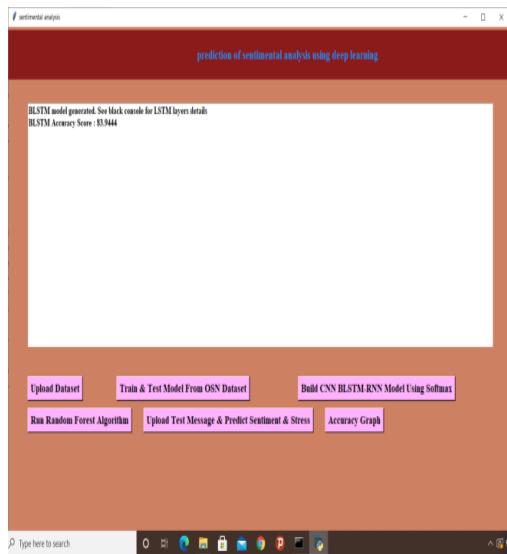 sentimental analysis
prediction of sentimental analysis using deep learning
BLSTM model generated. See black console for LSTM layers details
BLSTM Accuracy Score : 83.9444
Upload Dataset
Train & Test Model From OSN Dataset
Build CNN BLSTM-RNN Model Using Softmax
Run Random Forest Algorithm
Upload Test Message & Predict Sentiment & Stress
Accuracy Graph
Type here to search